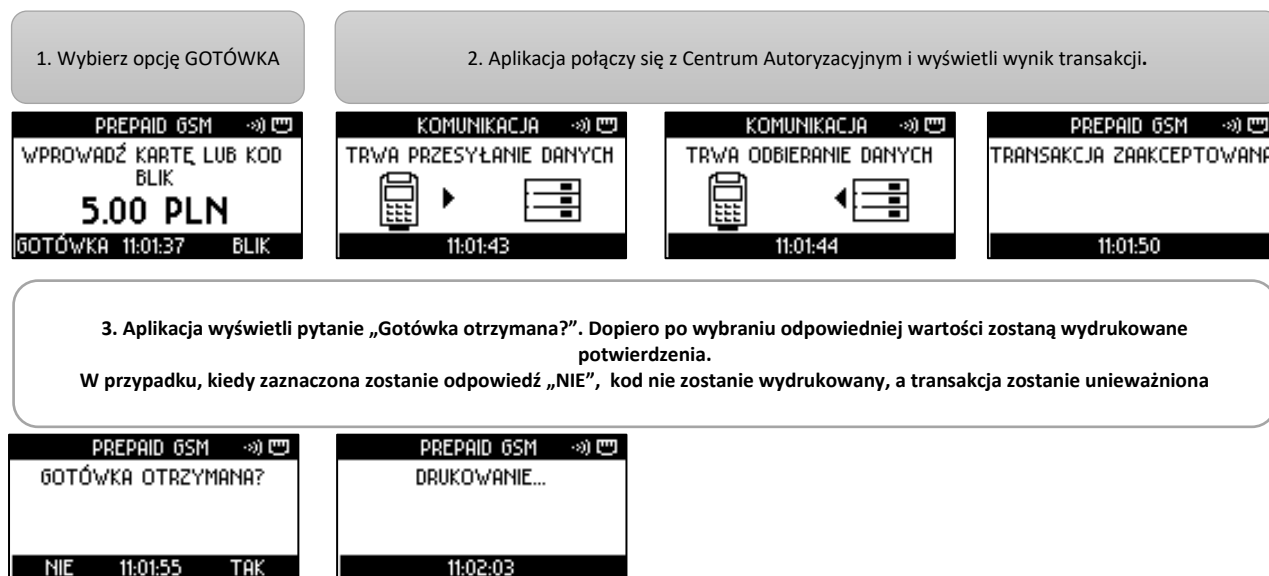 1. Wybierz opcję GOTÓWKA
2. Aplikacja połączy się z Centrum Autoryzacyjnym i wyświetli wynik transakcji.
PREPAID GSM
WPROWADŹ KARTĘ LUB KOD
BLIK
5.00 PLN
GOTÓWKA 11:01:37 BLIK
KOMUNIKACJA
TRWA PRZESYŁANIE DANYCH
11:01:43
KOMUNIKACJA
TRWA ODBIERANIE DANYCH
11:01:44
PREPAID GSM
TRANSAKCJA ZAAKCEPTOWANA
11:01:50
3. Aplikacja wyświetli pytanie „Gotówka otrzymana?”. Dopiero po wybraniu odpowiedniej wartości zostaną wydrukowane
potwierdzenia.
W przypadku, kiedy zaznaczona zostanie odpowiedź „NIE”, kod nie zostanie wydrukowany, a transakcja zostanie unieważniona
PREPAID GSM
GOTÓWKA OTRZYMANA?
NIE 11:01:55 TAK
PREPAID GSM
DRUKOWANIE...
11:02:03